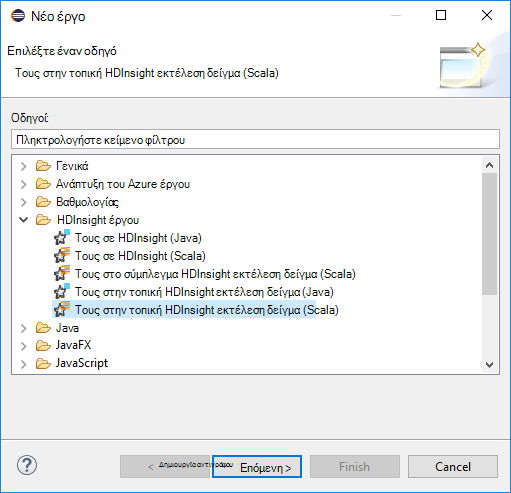 Νέο έργο
Επιλέξτε έναν οδηγό
Τους στην τοπική HDInsight εκτέλεση δείγμα (Scala)
Οδηγοί:
Πληκτρολογήστε κείμενο φίλτρου
Γενικά
Ανάπτυξη του Azure έργου
Βαθμολογίας
HDInsight έργου
Τους σε HDInsight (Java)
Τους σε HDInsight (Scala)
Τους στο σύμπλεγμα HDInsight εκτέλεση δείγμα (Scala)
Τους στην τοπική HDInsight εκτέλεση δείγμα (Java)
Τους στην τοπική HDInsight εκτέλεση δείγμα (Scala)
Java
JavaFX
JavaScript
? < Δημιουργία αντιγράφου Επόμενη > Finish Cancel